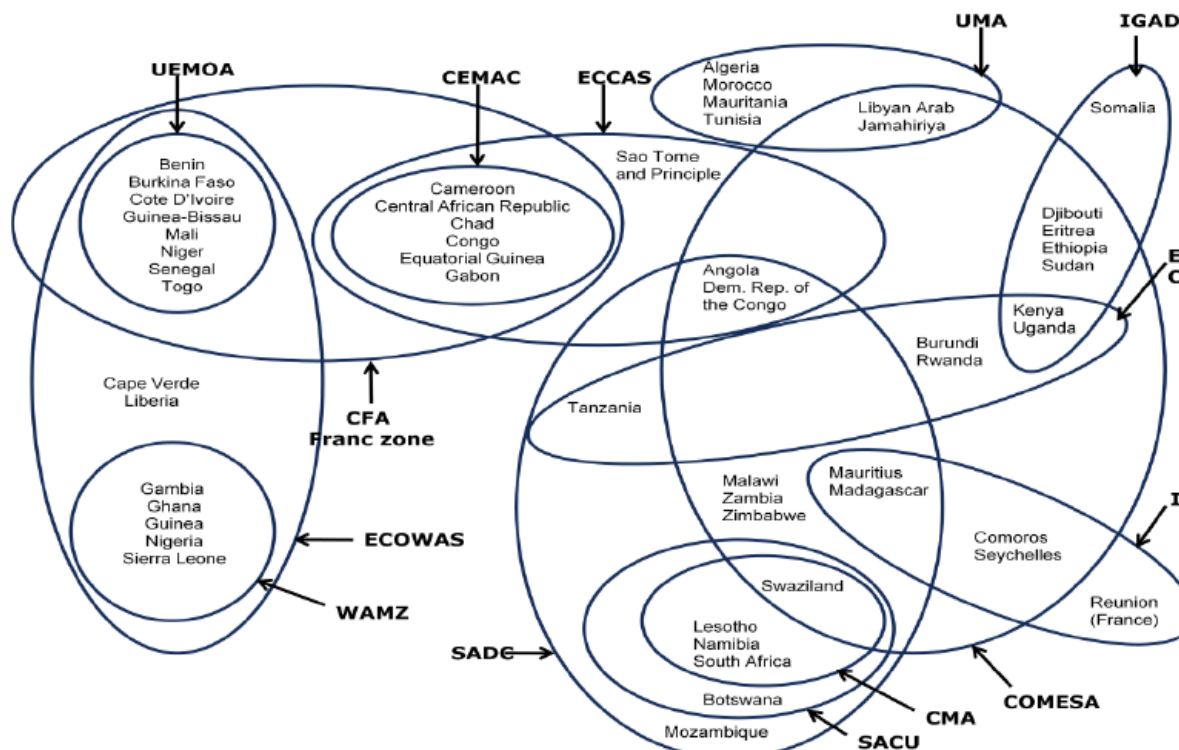 UMA
IGAD
UEMOA
CEMAC
ECCAS
Algeria
Morocco
Mauritania
Tunisia
Libyan Arab
Jamahiriya
Somalia
Sao Tome
and Principle
Benin
Burkina Faso
Cote D'Ivoire
Guinea-Bissau
Mali
Niger
Senegal
Togo
Cameroon
Central African Republic
Chad
Congo
Equatorial Guinea
Gabon
Djibouti
Eritrea
Ethiopia
Sudan
E
C
Angola
Dem. Rep. of
the Congo
Kenya
Uganda
Burundi
Rwanda
Cape Verde
Liberia
CFA
Franc zone
Tanzania
Gambia
Ghana
Guinea
Nigeria
Sierra Leone
Malawi
Zambia
Zimbabwe
Mauritius
Madagascar
I
ECOWAS
Comoros
Seychelles
WAMZ
Swaziland
Reunion
(France)
Lesotho
Namibia
South Africa
SADC
Botswana
COMESA
CMA
Mozambique
SACU